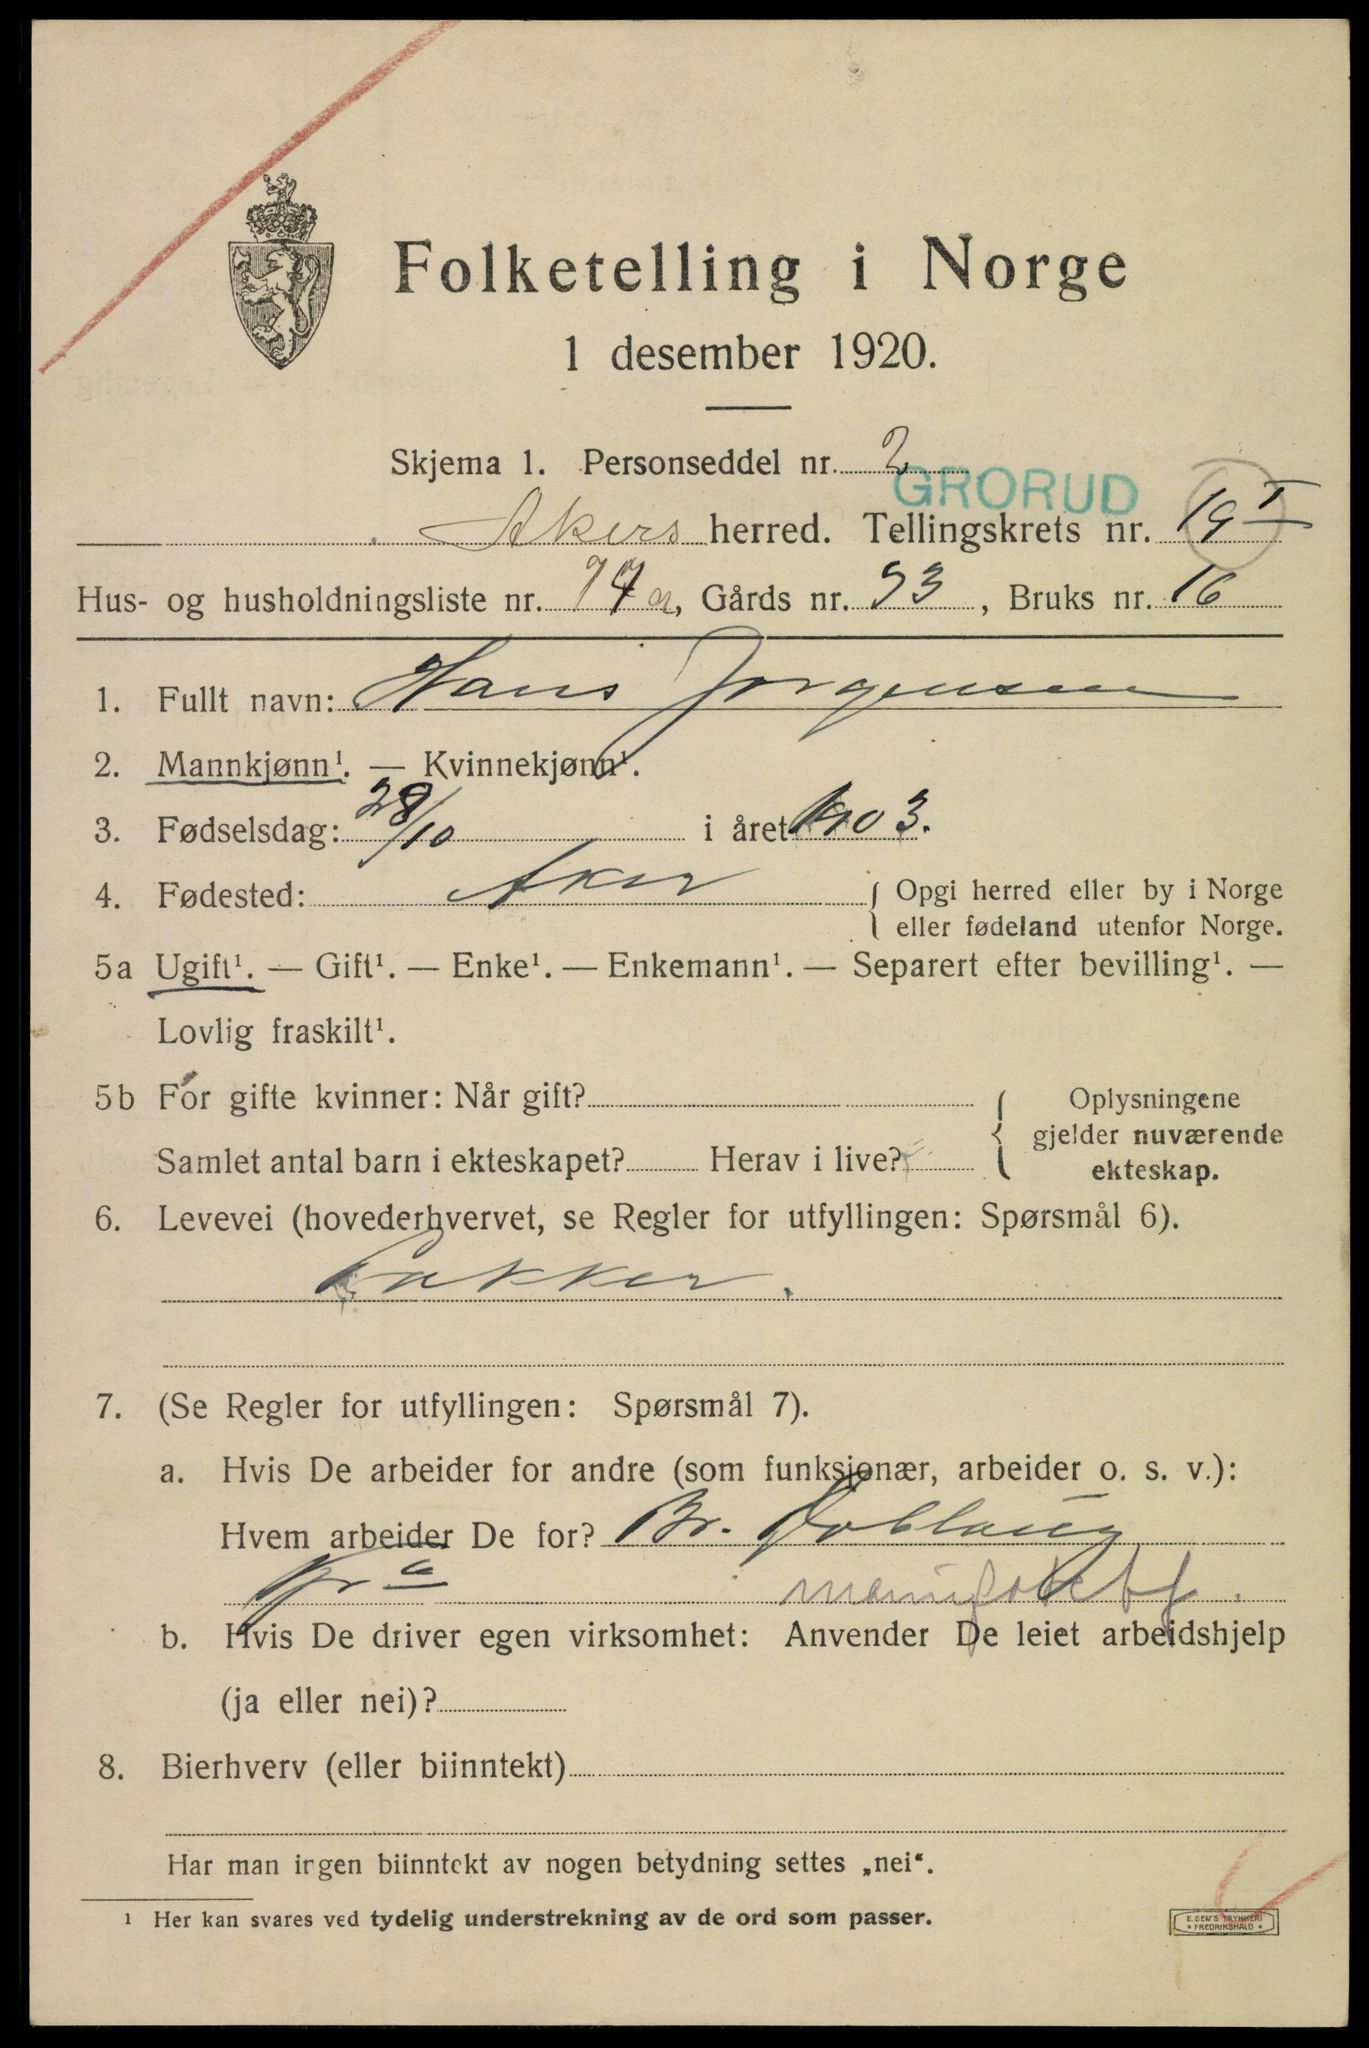 Folketelling i Norge
1 desember 1920.
Skjema 1. Personseddel nr. 2
GRORUD
Akers herred. Tellingskrets nr. 19 I
Hus- og husholdningsliste nr. 74a, Gårds nr. 93, Bruks nr. 16
1. Fullt navn: Hans Jorgensen
2. Mannkjønn¹. — Kvinnekjønn¹.
3. Fødselsdag: 28/10 i året 1903.
4. Fødested: Aker { Opgi herred eller by i Norge
eller fødeland utenfor Norge.
5a Ugift¹. — Gift¹. — Enke¹. — Enkemann¹. — Separert efter bevilling¹. —
Lovlig fraskilt¹.
5b For gifte kvinner: Når gift? { Oplysningene
gjelder nuværende
Samlet antal barn i ekteskapet? Herav i live?
ekteskap.
6. Levevei (hovederhvervet, se Regler for utfyllingen: Spørsmål 6).
Pakker.
7. (Se Regler for utfyllingen: Spørsmål 7).
a. Hvis De arbeider for andre (som funksjonær, arbeider o. s. v.):
Hvem arbeider De for? Br. Dobloug
manifakt.
b. Hvis De driver egen virksomhet: Anvender De leiet arbeidshjelp
(ja eller nei)?
8. Bierhverv (eller biinntekt)
Har man ingen biinntekt av nogen betydning settes „nei“.
¹ Her kan svares ved tydelig understrekning av de ord som passer.
E. SEM'S TRYKKERI
* FREDRIKSHALD *